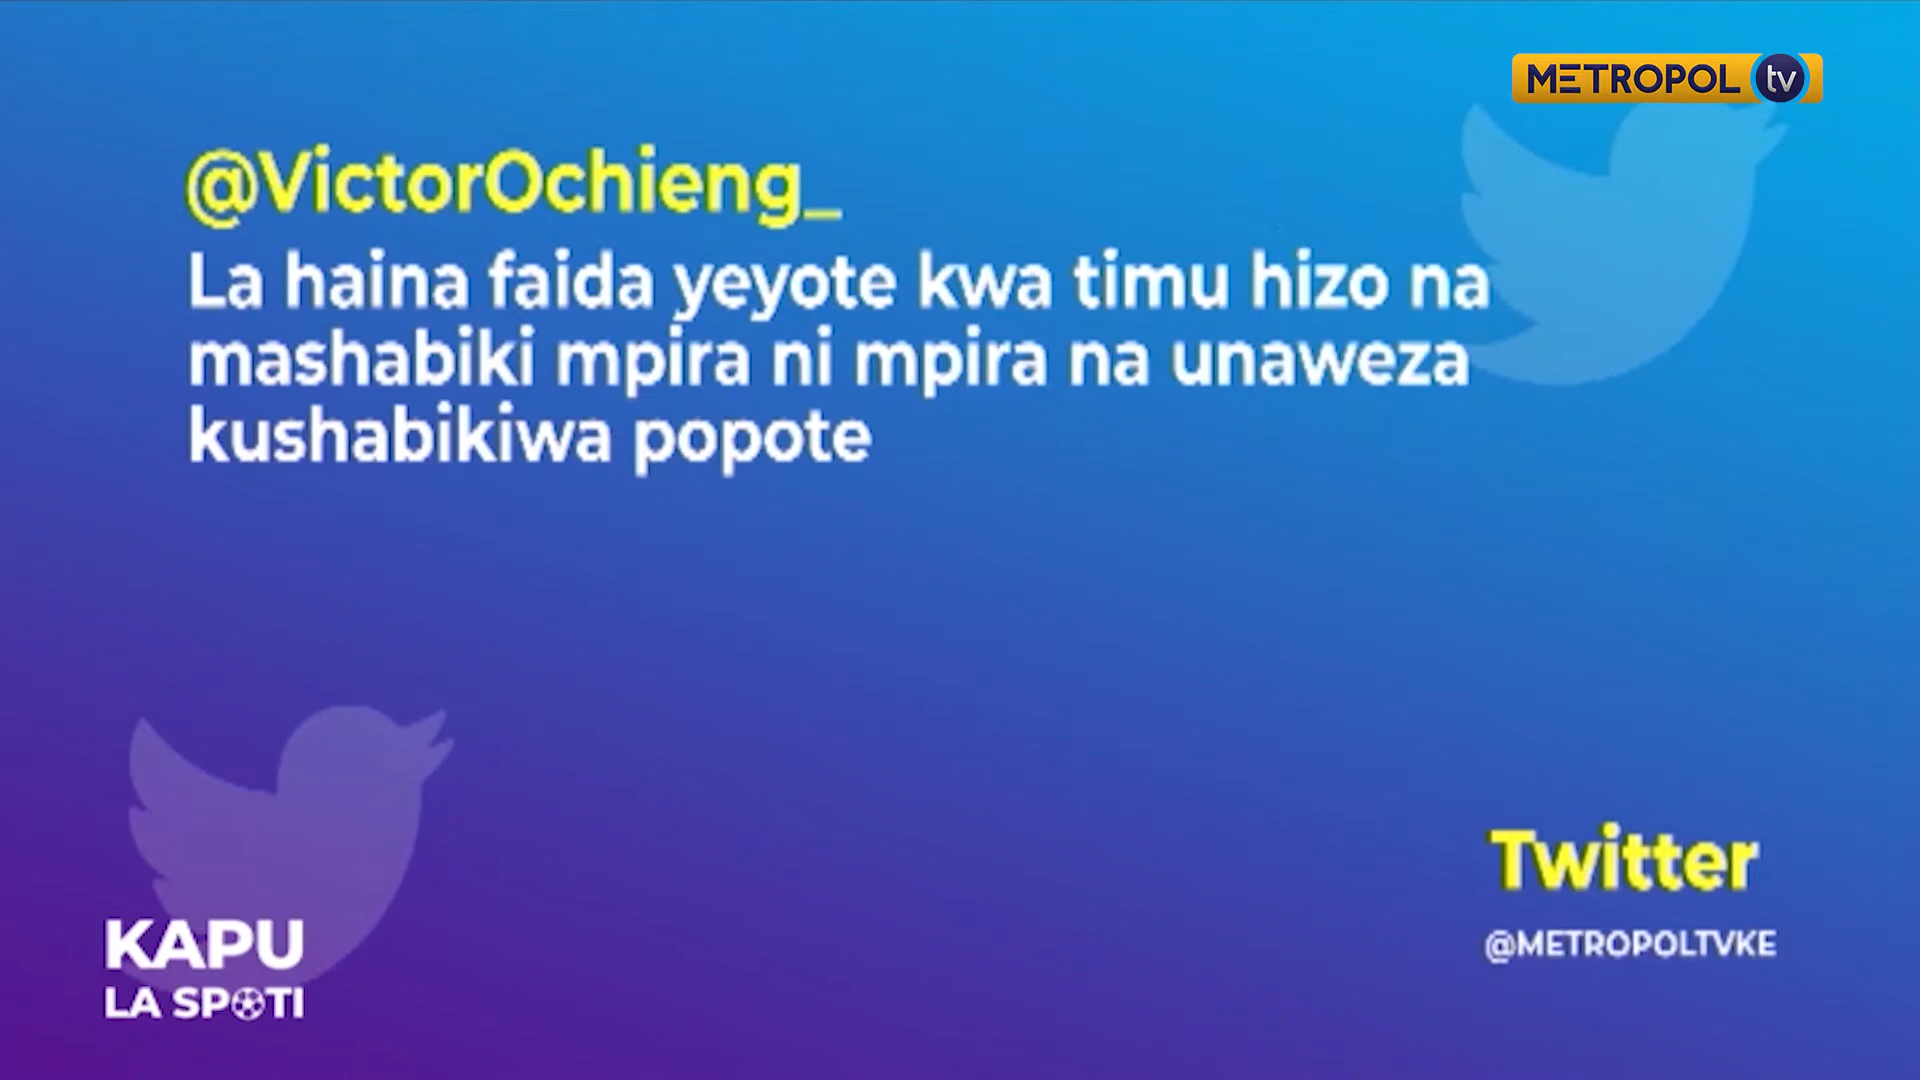 METROPOL tv
@VictorOchieng_
La haina faida yeyote kwa timu hizo na
mashabiki mpira ni mpira na unaweza
kushabikiwa popote
Twitter
@METROPOLTVKE
KAPU
LA SPOTI